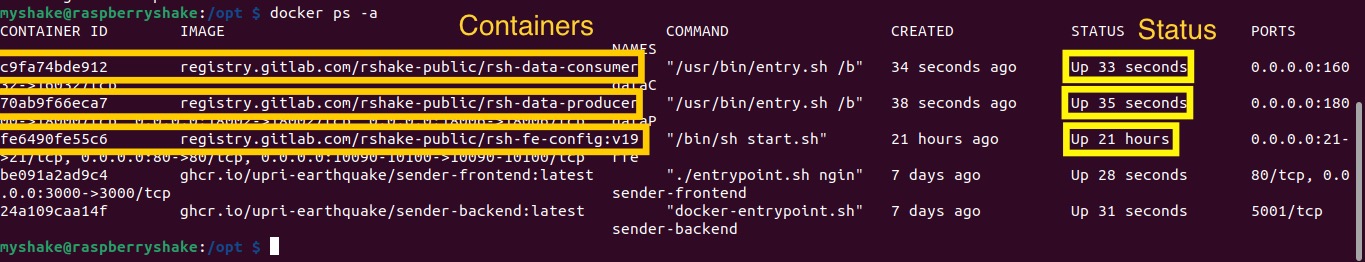 myshake@raspberryshake:/opt $ docker ps -a
Containers
CONTAINER ID IMAGE COMMAND CREATED STATUS Status PORTS
NAMES
c9fa74bde912 registry.gitlab.com/rshake-public/rsh-data-consumer "/usr/bin/entry.sh /b" 34 seconds ago Up 33 seconds 0.0.0.0:160
32->16032/tcp dataC
70ab9f66eca7 registry.gitlab.com/rshake-public/rsh-data-producer "/usr/bin/entry.sh /b" 38 seconds ago Up 35 seconds 0.0.0.0:180
dataP
fe6490fe55c6 registry.gitlab.com/rshake-public/rsh-fe-config:v19 "/bin/sh start.sh" 21 hours ago Up 21 hours 0.0.0.0:21-
>21/tcp, 0.0.0.0:80->80/tcp, 0.0.0.0:10090-10100->10090-10100/tcp rfe
be091a2ad9c4 ghcr.io/upri-earthquake/sender-frontend:latest "./entrypoint.sh ngin" 7 days ago Up 28 seconds 80/tcp, 0.0
.0.0:3000->3000/tcp sender-frontend
24a109caa14f ghcr.io/upri-earthquake/sender-backend:latest "docker-entrypoint.sh" 7 days ago Up 31 seconds 5001/tcp
sender-backend
myshake@raspberryshake:/opt $